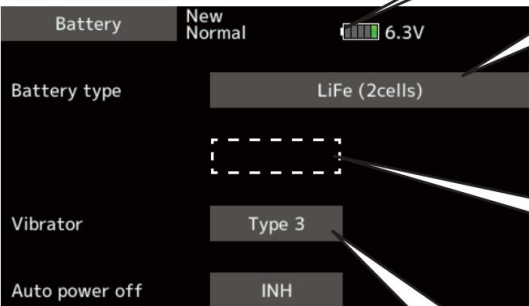 Battery
New
Normal
6.3V
Battery type
LiFe (2cells)
Vibrator
Type 3
Auto power off
INH